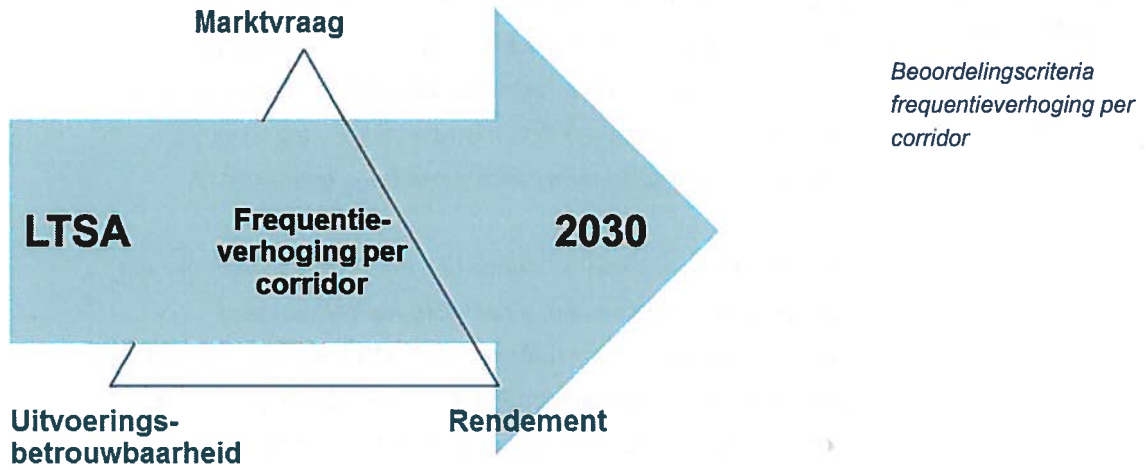 Marktvraag
Beoordelingscriteria
frequentieverhoging per
corridor
LTSA
Frequentie-
verhoging per
corridor
2030
Uitvoerings-
betrouwbaarheid
Rendement